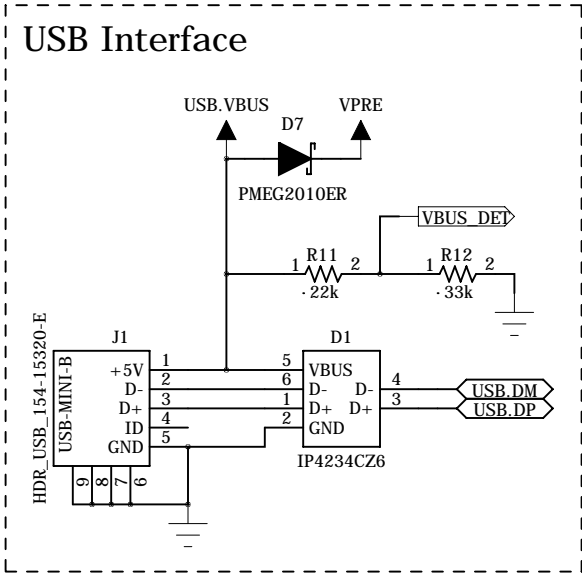 USB Interface
USB.VBUS
VPRE
D7
PMEG2010ER
VBUS_DET
1 R11 2
22k
1 R12 2
33k
J1
HDR_USB_154-15320-E
USB-MINI-B
+5V 1
D- 2
D+ 3
ID 4
GND 5
9 8 7 6
D1
5 VBUS
6 D- D- 4
1 D+ D+ 3
2 GND
IP4234CZ6
USB.DM
USB.DP